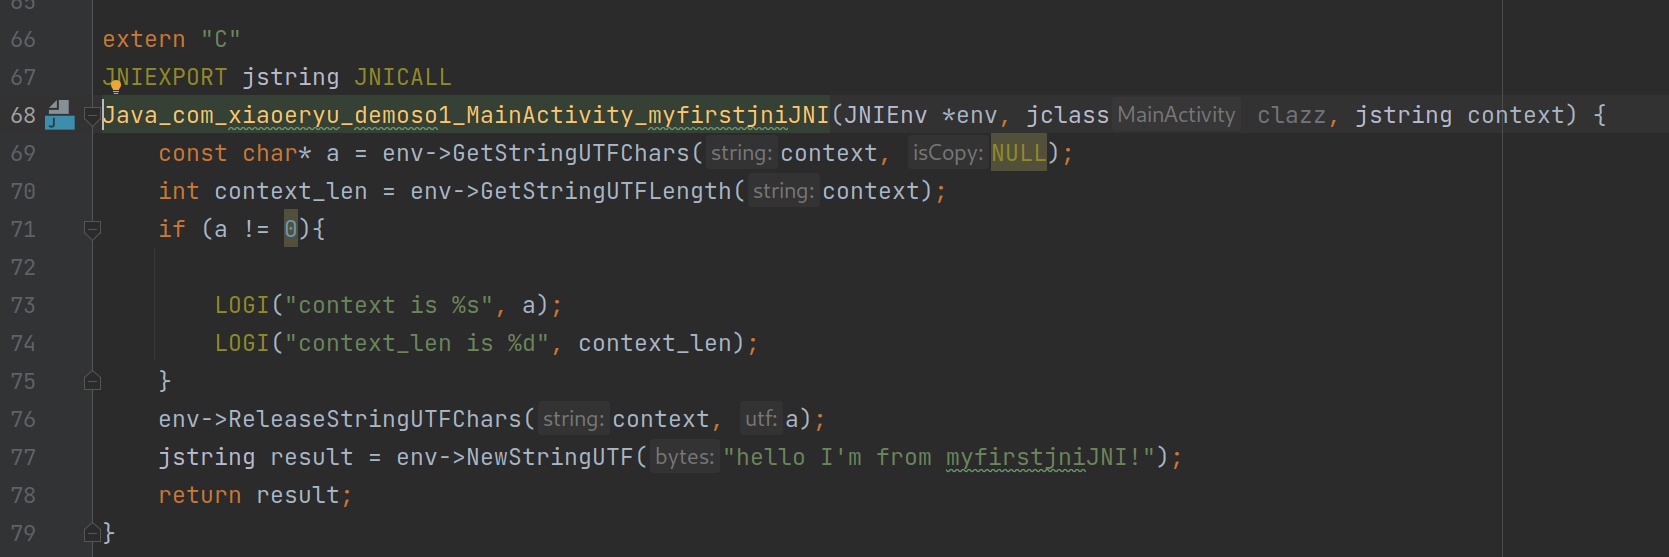 65
66 extern "C"
67 JNIEXPORT jstring JNICALL
68 Java_com_xiaoeryu_demoso1_MainActivity_myfirstjniJNI(JNIEnv *env, jclass MainActivity clazz, jstring context) {
69 const char* a = env->GetStringUTFChars( string: context, isCopy: NULL);
70 int context_len = env->GetStringUTFLength( string: context);
71 if (a != 0){
72
73 LOGI("context is %s", a);
74 LOGI("context_len is %d", context_len);
75 }
76 env->ReleaseStringUTFChars( string: context, utf: a);
77 jstring result = env->NewStringUTF( bytes: "hello I'm from myfirstjniJNI!");
78 return result;
79 }